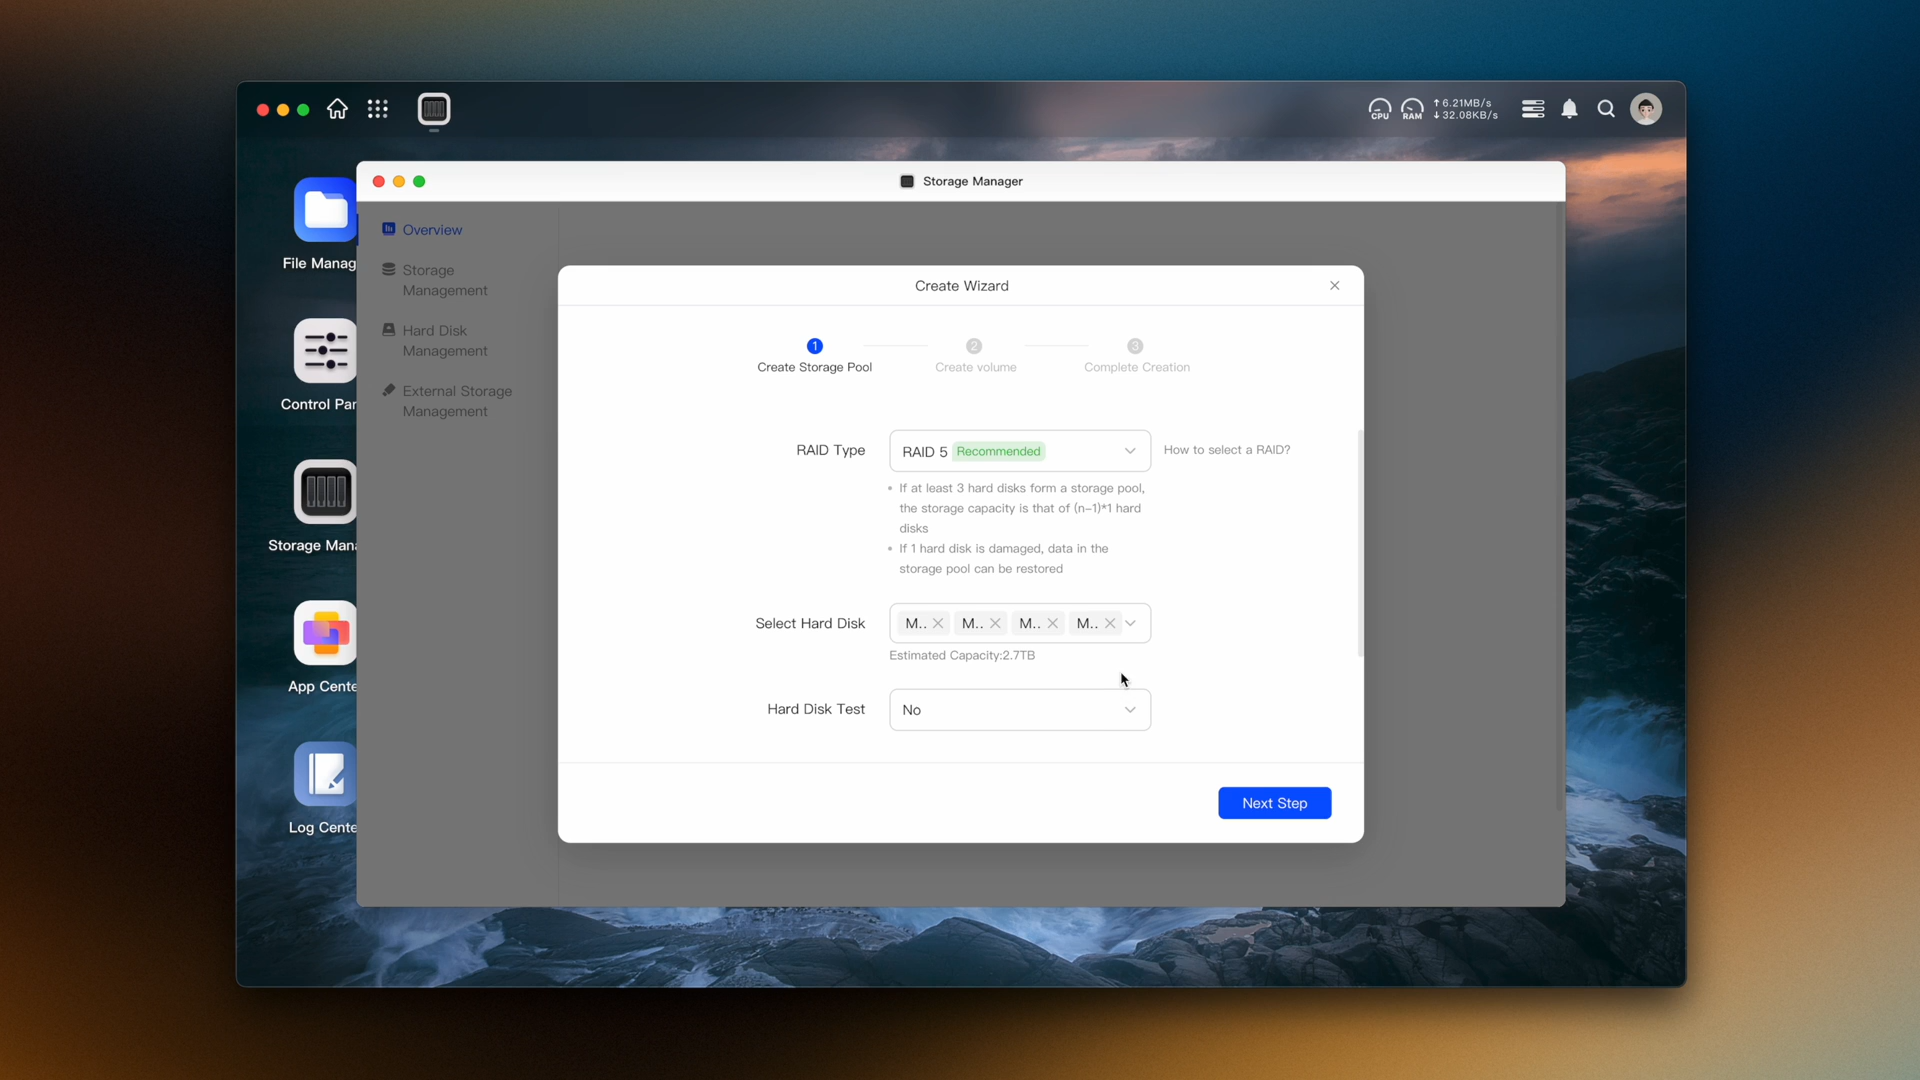 CPU
RAM
↑ 6.21MB/s
↓ 32.08KB/s
Storage Manager
File Manag
Control Par
Storage Mana
App Cente
Log Cente
Overview
Storage
Management
Hard Disk
Management
External Storage
Management
Create Wizard
1
2
3
Create Storage Pool
Create volume
Complete Creation
RAID Type
RAID 5 Recommended
How to select a RAID?
• If at least 3 hard disks form a storage pool,
the storage capacity is that of (n-1)*1 hard
disks
• If 1 hard disk is damaged, data in the
storage pool can be restored
Select Hard Disk
M.. M.. M.. M..
Estimated Capacity:2.7TB
Hard Disk Test
No
Next Step